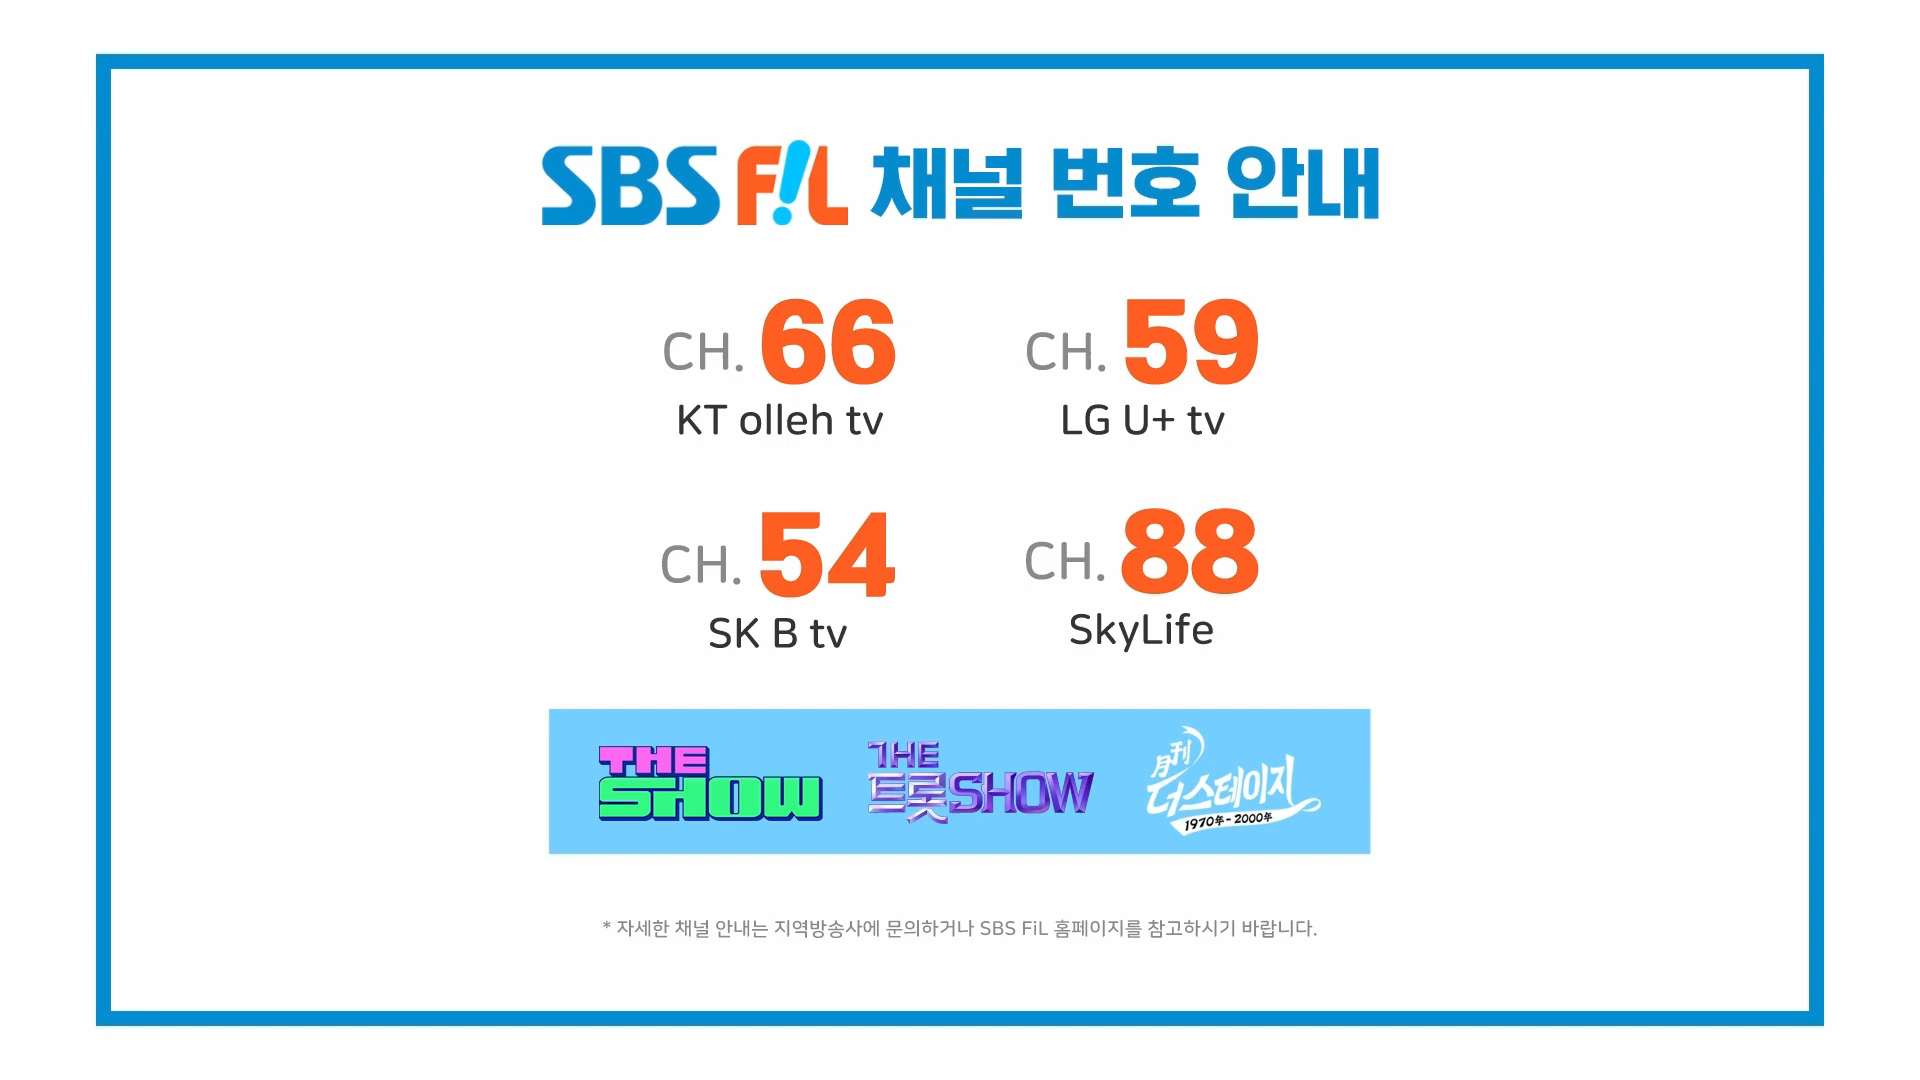 SBS F!L 채널 번호 안내
CH. 66
KT olleh tv
CH. 59
LG U+ tv
CH. 54
SK B tv
CH. 88
SkyLife
THE
SHOW
THE
트롯SHOW
月刊
더스테이지
1970年-2000年
* 자세한 채널 안내는 지역방송사에 문의하거나 SBS FiL 홈페이지를 참고하시기 바랍니다.